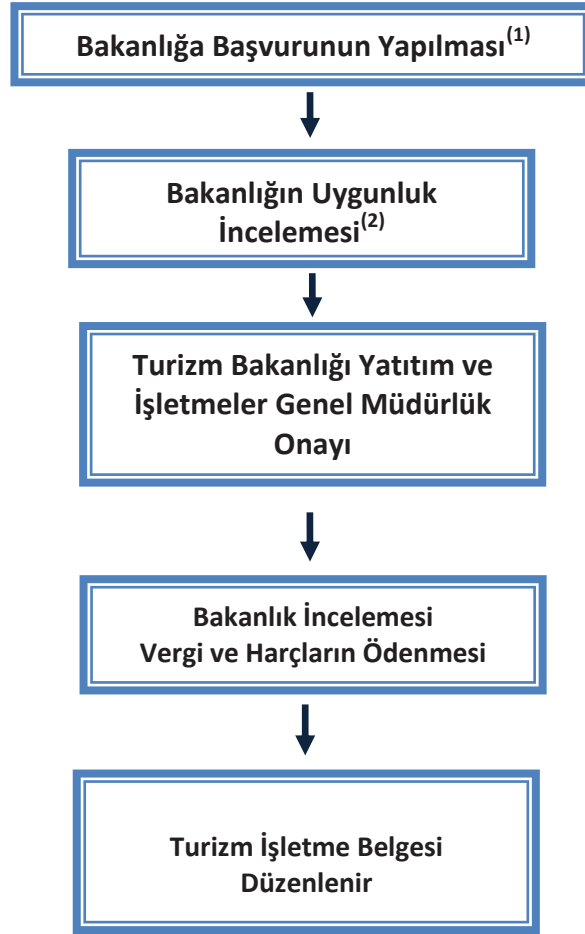 Bakanlığa Başvurunun Yapılması(1)
Bakanlığın Uygunluk
İncelemesi(2)
Turizm Bakanlığı Yatıtım ve
İşletmeler Genel Müdürlük
Onayı
Bakanlık İncelemesi
Vergi ve Harçların Ödenmesi
Turizm İşletme Belgesi
Düzenlenir